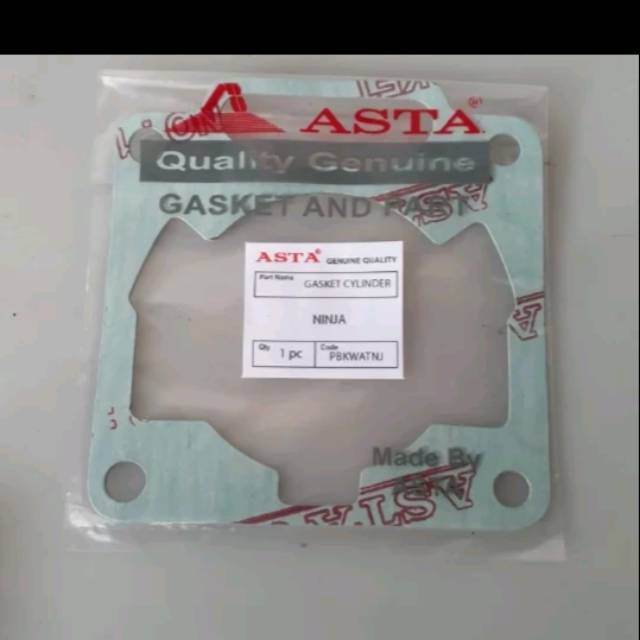 ASTA®
Quality Genuine
GASKET AND PART
ASTA® GENUINE QUALITY
Part Name GASKET CYLINDER
NINJA
Qty 1 pc Code PBKWATNJ
Made By
ASTA